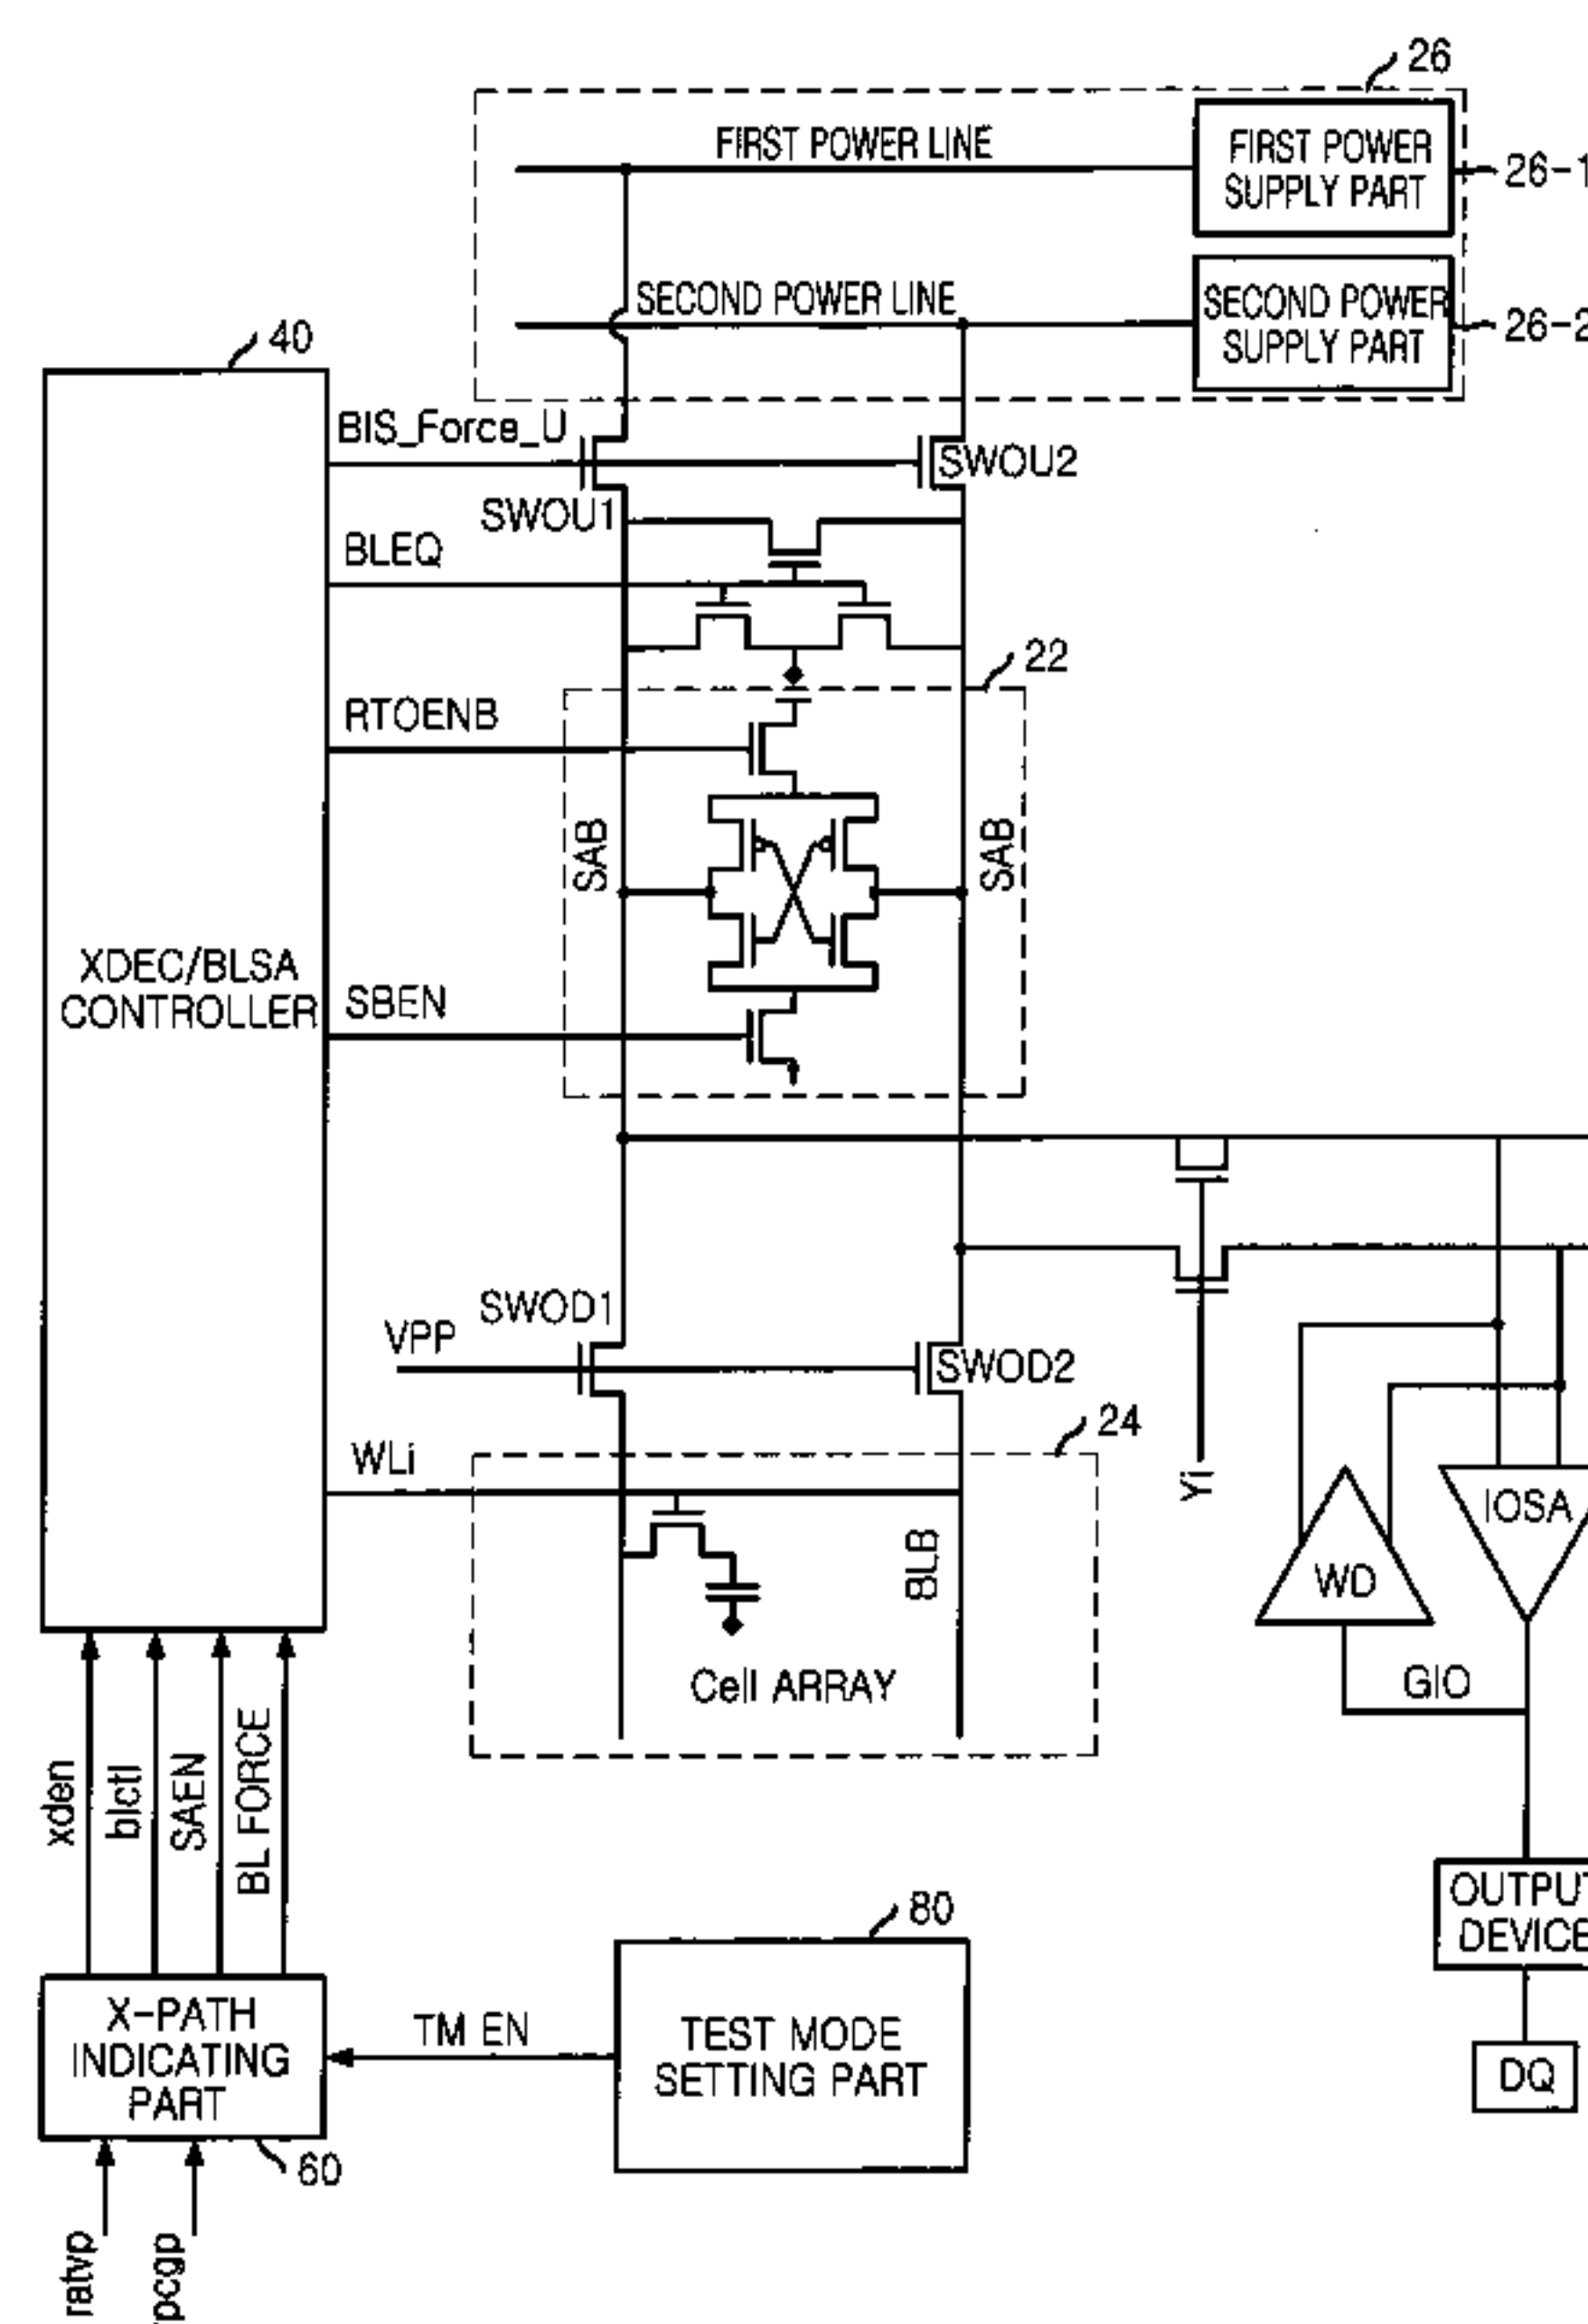 26
FIRST POWER LINE
FIRST POWER
SUPPLY PART
26-1
SECOND POWER LINE
SECOND POWER
SUPPLY PART
26-2
40
BIS_Force_U
SWOU2
SWOU1
BLEQ
22
RTOENB
SAB
SAB
XDEC/BLSA
CONTROLLER
SBEN
SWOD1
VPP
SWOD2
24
WLi
Yi
IOSA
BLB
WD
Cell ARRAY
GIO
xden
blctl
SAEN
BL FORCE
OUTPUT
DEVICE
80
X-PATH
INDICATING
PART
TM EN
TEST MODE
SETTING PART
DQ
60
ratvp
pcgp